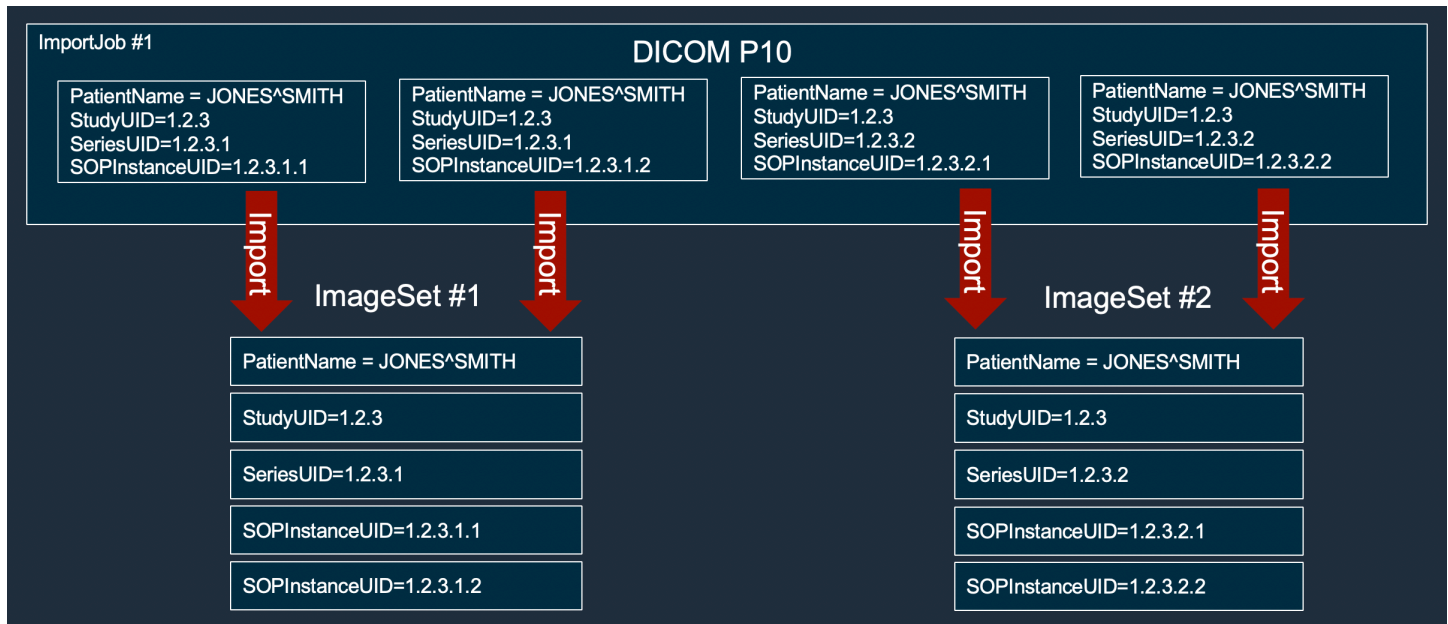 ImportJob #1
DICOM P10
PatientName = JONES^SMITH
StudyUID=1.2.3
SeriesUID=1.2.3.1
SOPInstanceUID=1.2.3.1.1
PatientName = JONES^SMITH
StudyUID=1.2.3
SeriesUID=1.2.3.1
SOPInstanceUID=1.2.3.1.2
PatientName = JONES^SMITH
StudyUID=1.2.3
SeriesUID=1.2.3.2
SOPInstanceUID=1.2.3.2.1
PatientName = JONES^SMITH
StudyUID=1.2.3
SeriesUID=1.2.3.2
SOPInstanceUID=1.2.3.2.2
Import
Import
Import
Import
ImageSet #1
PatientName = JONES^SMITH
StudyUID=1.2.3
SeriesUID=1.2.3.1
SOPInstanceUID=1.2.3.1.1
SOPInstanceUID=1.2.3.1.2
ImageSet #2
PatientName = JONES^SMITH
StudyUID=1.2.3
SeriesUID=1.2.3.2
SOPInstanceUID=1.2.3.2.1
SOPInstanceUID=1.2.3.2.2